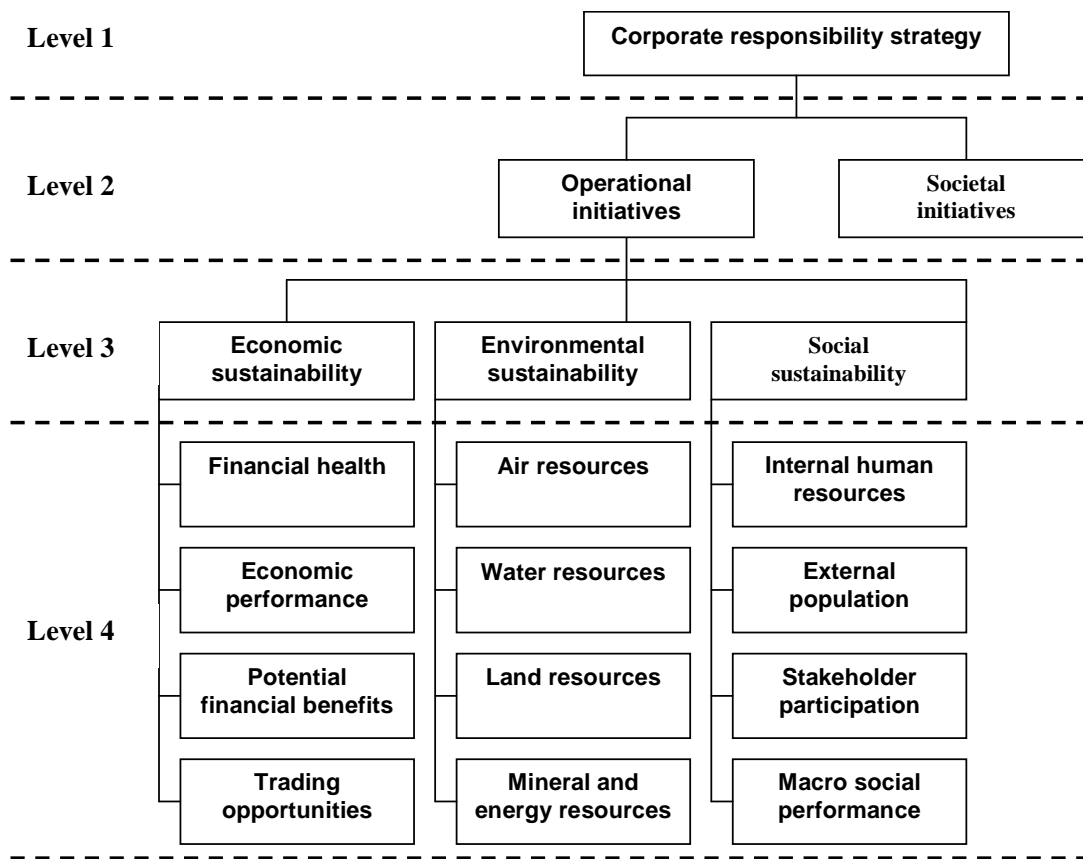 Level 1
Corporate responsibility strategy
Level 2
Operational
initiatives
Societal
initiatives
Level 3
Economic
sustainability
Environmental
sustainability
Social
sustainability
Level 4
Financial health
Air resources
Internal human
resources
Economic
performance
Water resources
External
population
Potential
financial benefits
Land resources
Stakeholder
participation
Trading
opportunities
Mineral and
energy resources
Macro social
performance